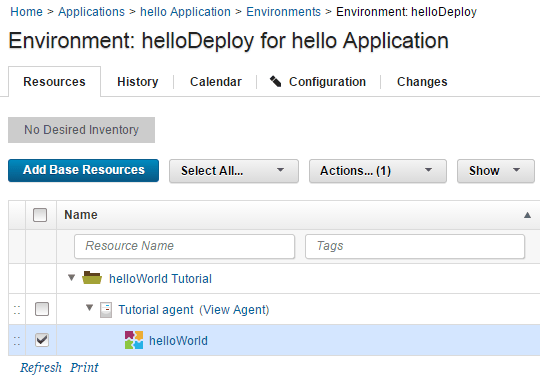 Home > Applications > hello Application > Environments > Environment: helloDeploy
Environment: helloDeploy for hello Application
Resources History Calendar Configuration Changes
No Desired Inventory
Add Base Resources Select All... Actions... (1) Show
Name
Resource Name Tags
helloWorld Tutorial
Tutorial agent (View Agent)
helloWorld
Refresh Print